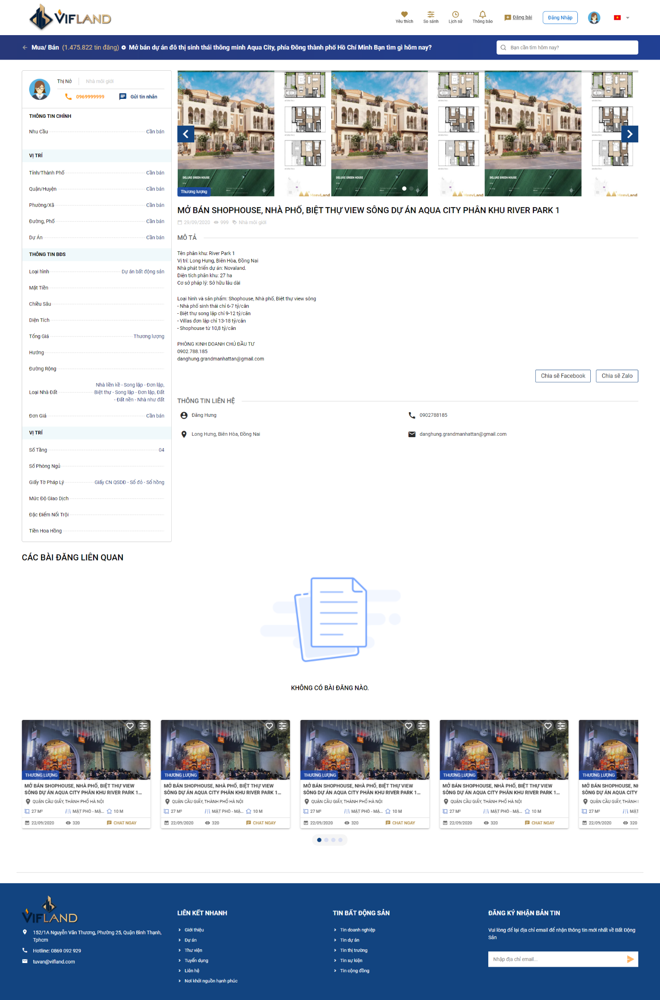 VIFLAND
Yêu thích
So sánh
Lịch sử
Thông báo
Đăng bài
Đăng Nhập
Mua/ Bán (1.475.822 tin đăng) Mở bán dự án đô thị sinh thái thông minh Aqua City, phía Đông thành phố Hồ Chí Minh Bạn tìm gì hôm nay?
Bạn cần tìm hôm nay?
Thị Nở
Nhà môi giới
0969999999
Gửi tin nhắn
THÔNG TIN CHÍNH
Nhu Cầu Cần bán
VỊ TRÍ
Tỉnh/Thành Phố Cần bán
Quận/Huyện Cần bán
Phường/Xã Cần bán
Đường, Phố Cần bán
Dự Án Cần bán
THÔNG TIN BĐS
Loại hình Dự án bất động sản
Mặt Tiền
Chiều Sâu
Diện Tích
Tổng Giá Thương lượng
Hướng
Đường Rộng
Loại Nhà Đất
Nhà liền kề - Song lập - Đơn lập,
Biệt thự - Song lập - Đơn lập, Đất
- Đất nền - Nhà như đất
Đơn Giá Cần bán
VỊ TRÍ
Số Tầng 04
Số Phòng Ngủ
Giấy Tờ Pháp Lý Giấy CN QSDĐ - Sổ đỏ - Sổ hồng
Mức Độ Giao Dịch
Đặc Điểm Nổi Trội
Tiền Hoa Hồng
DELUXE GREEN HOUSE
DELUXE GREEN HOUSE
DELUXE GREEN HOUSE
Thương lượng
MeeyLand
MeeyLand
MeeyLand
MỞ BÁN SHOPHOUSE, NHÀ PHỐ, BIỆT THỰ VIEW SÔNG DỰ ÁN AQUA CITY PHÂN KHU RIVER PARK 1
29/09/2020 999 Nhà môi giới
MÔ TẢ
Tên phân khu: River Park 1
Vị trí: Long Hưng, Biên Hòa, Đồng Nai
Nhà phát triển dự án: Novaland.
Diện tích phân khu: 27 ha
Cơ sở pháp lý: Sở hữu lâu dài
Loại hình và sản phẩm: Shophouse, Nhà phố, Biệt thự view sông
- Nhà phố sinh thái chỉ 6-7 tỷ/căn
- Biệt thự song lập chỉ 9-12 tỷ/căn
- Villas đơn lập chỉ 13-18 tỷ/căn
- Shophouse từ 10,8 tỷ/căn
PHÒNG KINH DOANH CHỦ ĐẦU TƯ
0902.788.185
danghung.grandmanhattan@gmail.com
Chia sẽ Facebook
Chia sẽ Zalo
THÔNG TIN LIÊN HỆ
Đăng Hưng
0902788185
Long Hưng, Biên Hòa, Đồng Nai
danghung.grandmanhattan@gmail.com
CÁC BÀI ĐĂNG LIÊN QUAN
KHÔNG CÓ BÀI ĐĂNG NÀO.
THƯƠNG LƯỢNG
MỞ BÁN SHOPHOUSE, NHÀ PHỐ, BIỆT THỰ VIEW
SÔNG DỰ ÁN AQUA CITY PHÂN KHU RIVER PARK 1...
QUẬN CẦU GIẤY, THÀNH PHỐ HÀ NỘI
27 M² MẶT PHỐ - MẶ... 10 M
22/09/2020 320 CHAT NGAY
THƯƠNG LƯỢNG
MỞ BÁN SHOPHOUSE, NHÀ PHỐ, BIỆT THỰ VIEW
SÔNG DỰ ÁN AQUA CITY PHÂN KHU RIVER PARK 1...
QUẬN CẦU GIẤY, THÀNH PHỐ HÀ NỘI
27 M² MẶT PHỐ - MẶ... 10 M
22/09/2020 320 CHAT NGAY
THƯƠNG LƯỢNG
MỞ BÁN SHOPHOUSE, NHÀ PHỐ, BIỆT THỰ VIEW
SÔNG DỰ ÁN AQUA CITY PHÂN KHU RIVER PARK 1...
QUẬN CẦU GIẤY, THÀNH PHỐ HÀ NỘI
27 M² MẶT PHỐ - MẶ... 10 M
22/09/2020 320 CHAT NGAY
THƯƠNG LƯỢNG
MỞ BÁN SHOPHOUSE, NHÀ PHỐ, BIỆT THỰ VIEW
SÔNG DỰ ÁN AQUA CITY PHÂN KHU RIVER PARK 1...
QUẬN CẦU GIẤY, THÀNH PHỐ HÀ NỘI
27 M² MẶT PHỐ - MẶ... 10 M
22/09/2020 320 CHAT NGAY
THƯƠNG LƯỢNG
MỞ BÁN SHOPHOUSE, NH
SÔNG DỰ ÁN AQUA CITY
QUẬN CẦU GIẤY, THÀNH
27 M² MẶT
22/09/2020 320
VIFLAND
152/1A Nguyễn Văn Thương, Phường 25, Quận Bình Thạnh,
Tphcm
Hotline: 0869 092 929
tuvan@vifland.com
LIÊN KẾT NHANH
Giới thiệu
Dự án
Thư viện
Tuyển dụng
Liên hệ
Nơi khởi nguồn hạnh phúc
TIN BẤT ĐỘNG SẢN
Tin doanh nghiệp
Tin dự án
Tin thị trường
Tin sự kiện
Tin cộng đồng
ĐĂNG KÝ NHẬN BẢN TIN
Vui lòng để lại địa chỉ email để nhận thông tin mới nhất về Bất Động
Sản
Nhập địa chỉ email...